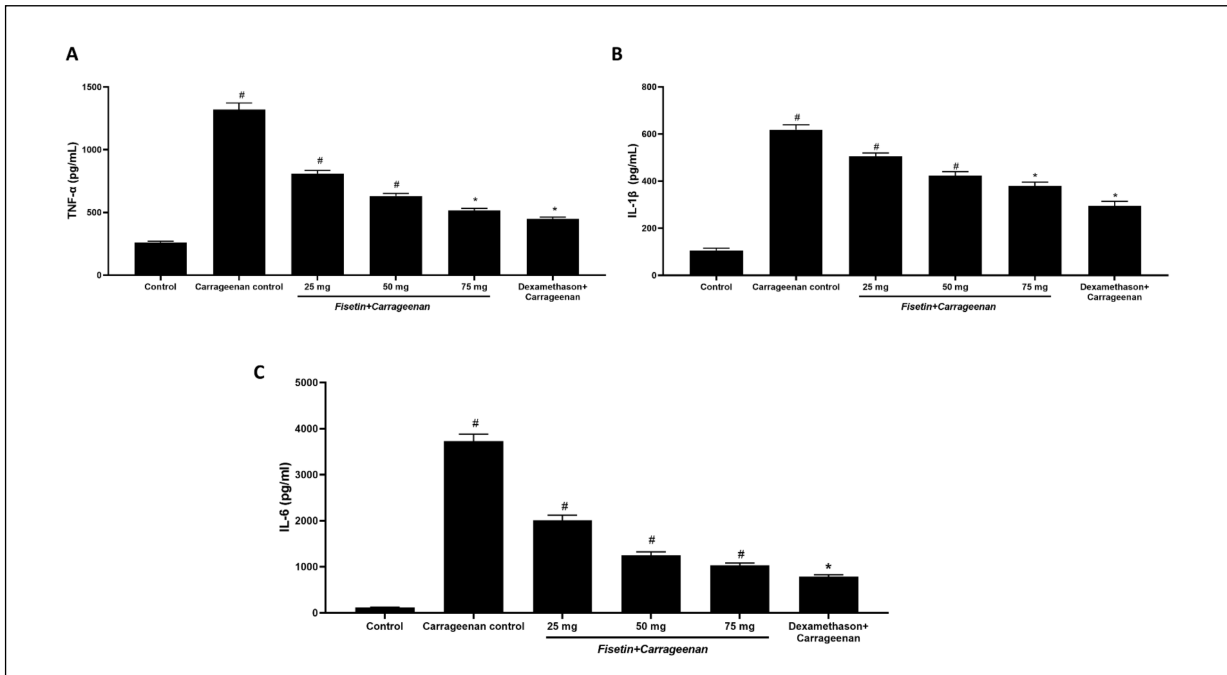 A
TNF-α (pg/mL)
1500
1000
500
0
#
#
#
*
*
Control
Carrageenan control
25 mg
50 mg
75 mg
Dexamethason+
Carrageenan
Fisetin+Carrageenan
B
IL-1β (pg/mL)
800
600
400
200
0
#
#
#
*
*
Control
Carrageenan control
25 mg
50 mg
75 mg
Dexamethason+
Carrageenan
Fisetin+Carrageenan
C
IL-6 (pg/ml)
5000
4000
3000
2000
1000
0
#
#
#
#
*
Control
Carrageenan control
25 mg
50 mg
75 mg
Dexamethason+
Carrageenan
Fisetin+Carrageenan